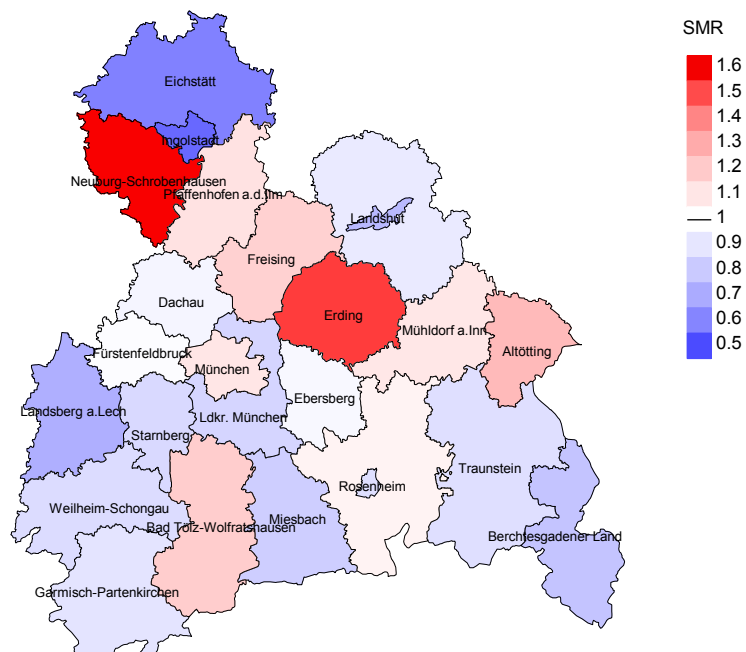 SMR
1.6
1.5
1.4
1.3
1.2
1.1
1
0.9
0.8
0.7
0.6
0.5
Eichstätt
Ingolstadt
Neuburg-Schrobenhausen
Pfaffenhofen a.d.Ilm
Landshut
Freising
Dachau
Erding
Mühldorf a.Inn
Altötting
Fürstenfeldbruck
München
Ebersberg
Landsberg a.Lech
Ldkr. München
Starnberg
Traunstein
Rosenheim
Weilheim-Schongau
Bad Tölz-Wolfratshausen
Miesbach
Berchtesgadener Land
Garmisch-Partenkirchen